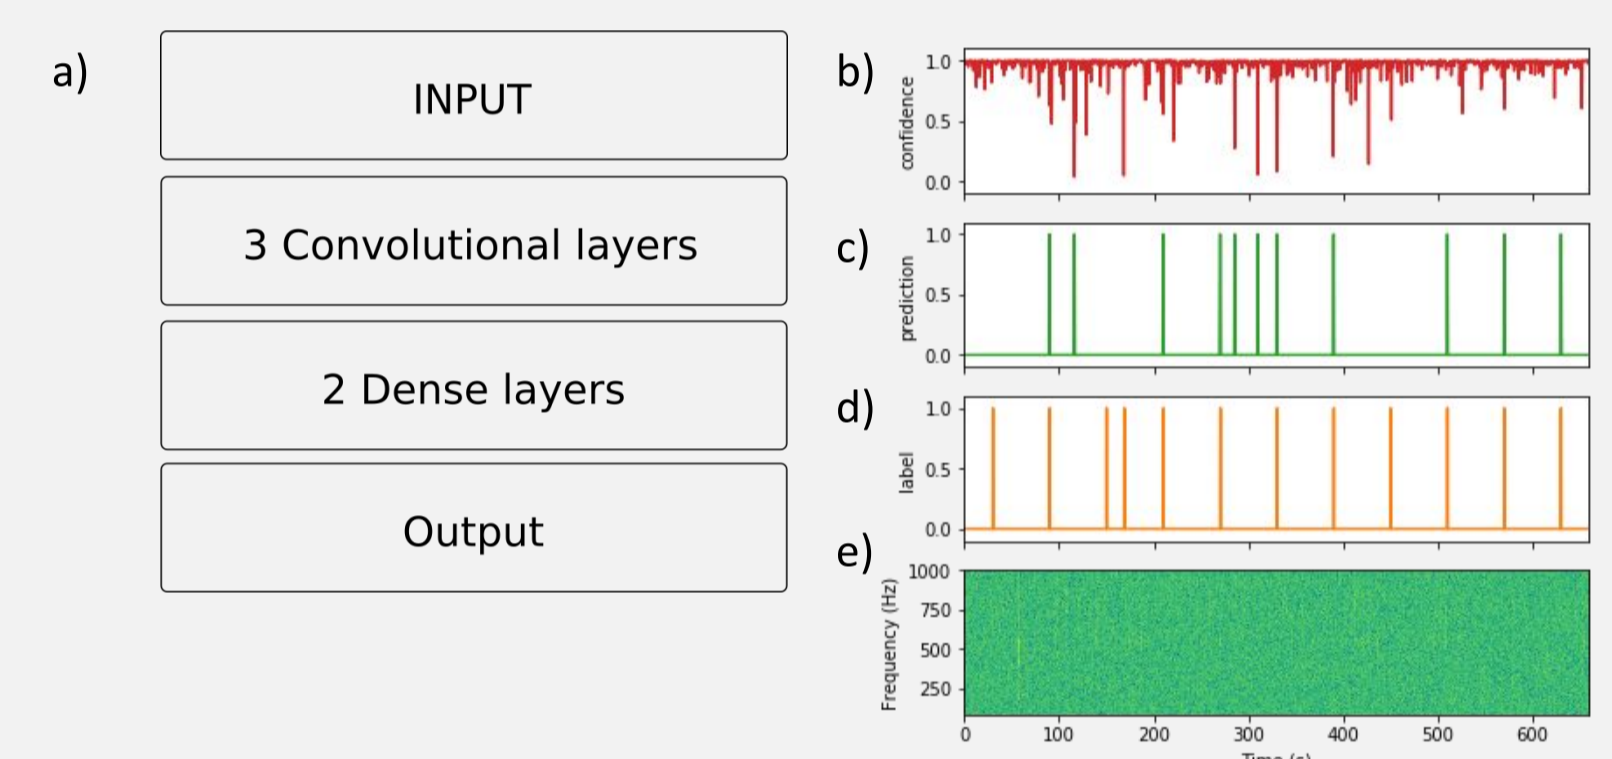 a)
INPUT
3 Convolutional layers
2 Dense layers
Output
b)
confidence
1.0
0.5
0.0
c)
prediction
1.0
0.5
0.0
d)
label
1.0
0.5
0.0
e)
Frequency (Hz)
1000
750
500
250
0 100 200 300 400 500 600
Time (s)